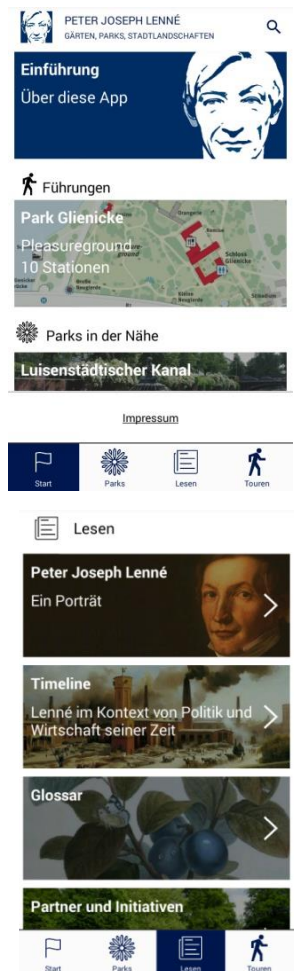 PETER JOSEPH LENNÉ
GÄRTEN, PARKS, STADTLANDSCHAFTEN
Einführung
Über diese App
Führungen
Park Glienicke
Pleasureground
10 Stationen
Schloss
Glienicke
Parks in der Nähe
Luisenstädtischer Kanal
Impressum
Start
Parks
Lesen
Touren
Lesen
Peter Joseph Lenné
Ein Porträt
Timeline
Lenné im Kontext von Politik und
Wirtschaft seiner Zeit
Glossar
Partner und Initiativen
Start
Parks
Lesen
Touren